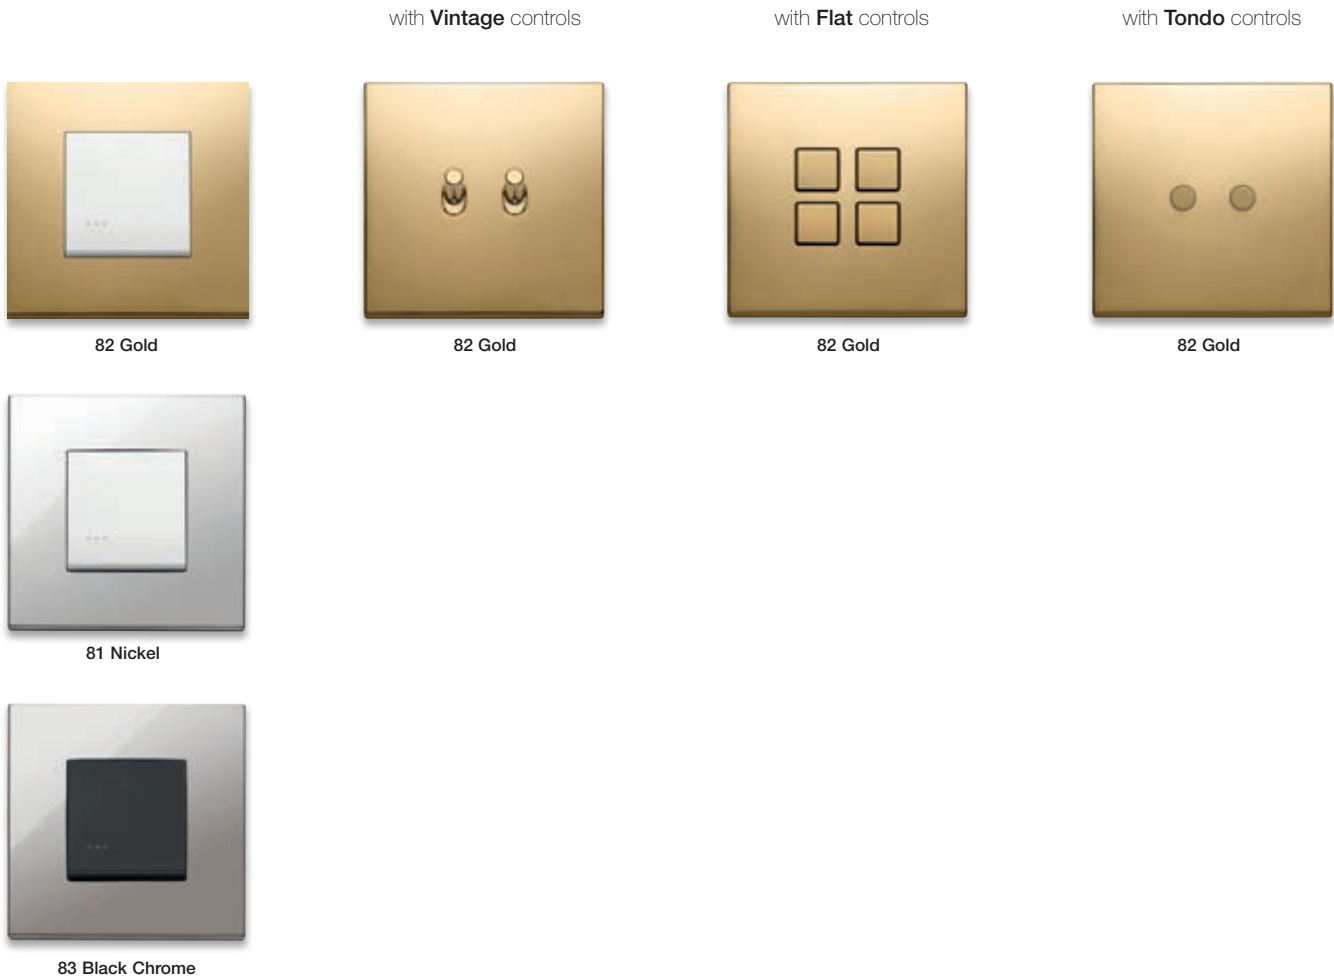 with Vintage controls
with Flat controls
with Tondo controls
82 Gold
82 Gold
82 Gold
82 Gold
81 Nickel
83 Black Chrome